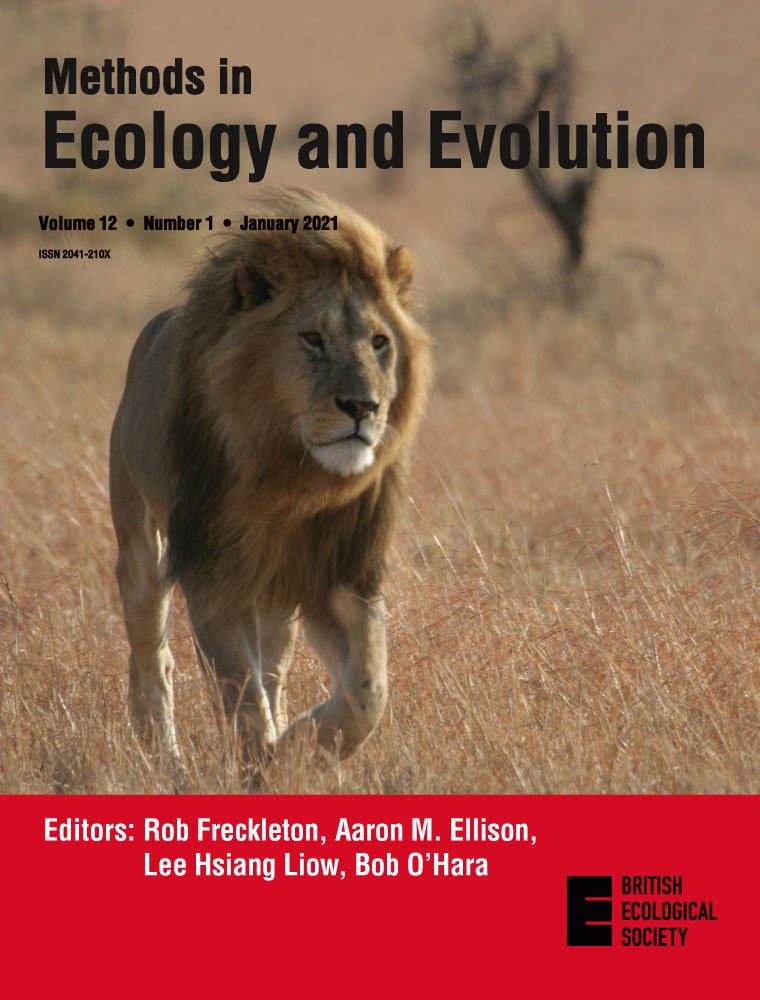 Methods in
Ecology and Evolution
Volume 12 • Number 1 • January 2021
ISSN 2041-210X
Editors: Rob Freckleton, Aaron M. Ellison,
Lee Hsiang Liow, Bob O’Hara
BRITISH
ECOLOGICAL
SOCIETY